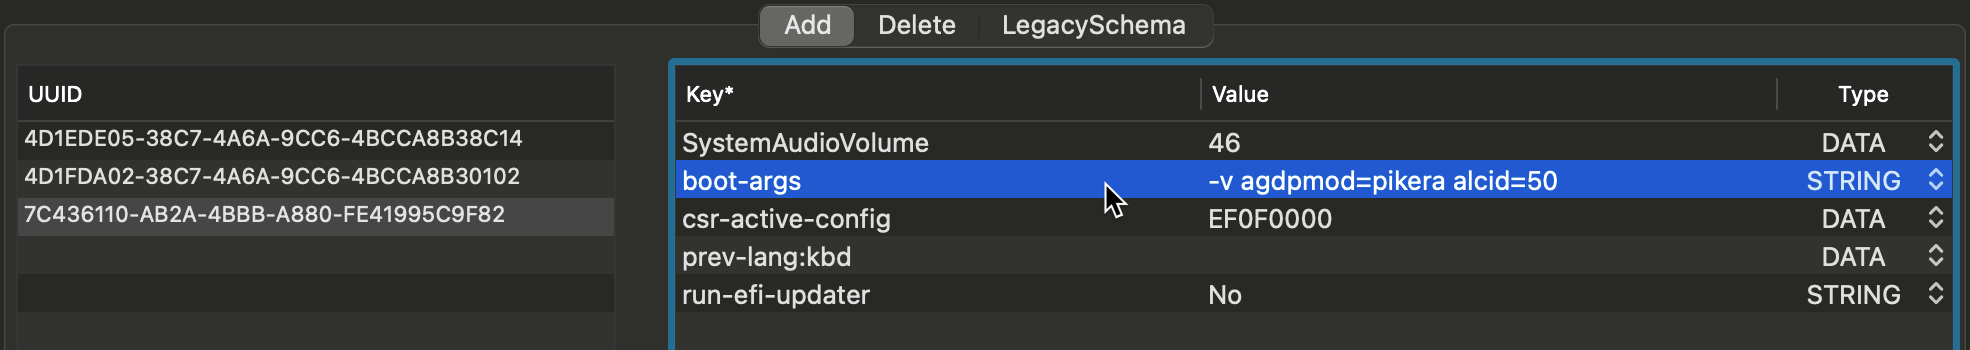 Add Delete LegacySchema
UUID
4D1EDE05-38C7-4A6A-9CC6-4BCCA8B38C14
4D1FDA02-38C7-4A6A-9CC6-4BCCA8B30102
7C436110-AB2A-4BBB-A880-FE41995C9F82
Key* Value Type
SystemAudioVolume 46 DATA
boot-args -v agdpmod=pikera alcid=50 STRING
csr-active-config EF0F0000 DATA
prev-lang:kbd DATA
run-efi-updater No STRING